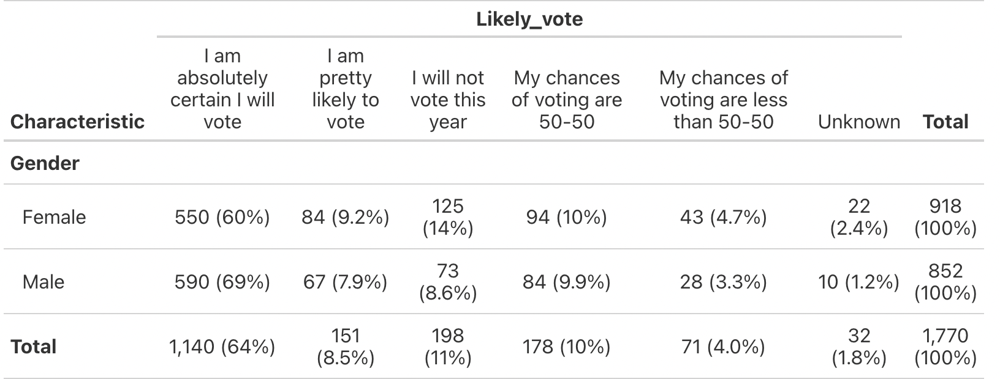 Likely_vote
Characteristic
I am
absolutely
certain I will
vote
I am
pretty
likely to
vote
I will not
vote this
year
My chances
of voting are
50-50
My chances of
voting are less
than 50-50
Unknown
Total
Gender
Female
550 (60%)
84 (9.2%)
125
(14%)
94 (10%)
43 (4.7%)
22
(2.4%)
918
(100%)
Male
590 (69%)
67 (7.9%)
73
(8.6%)
84 (9.9%)
28 (3.3%)
10 (1.2%)
852
(100%)
Total
1,140 (64%)
151
(8.5%)
198
(11%)
178 (10%)
71 (4.0%)
32
(1.8%)
1,770
(100%)